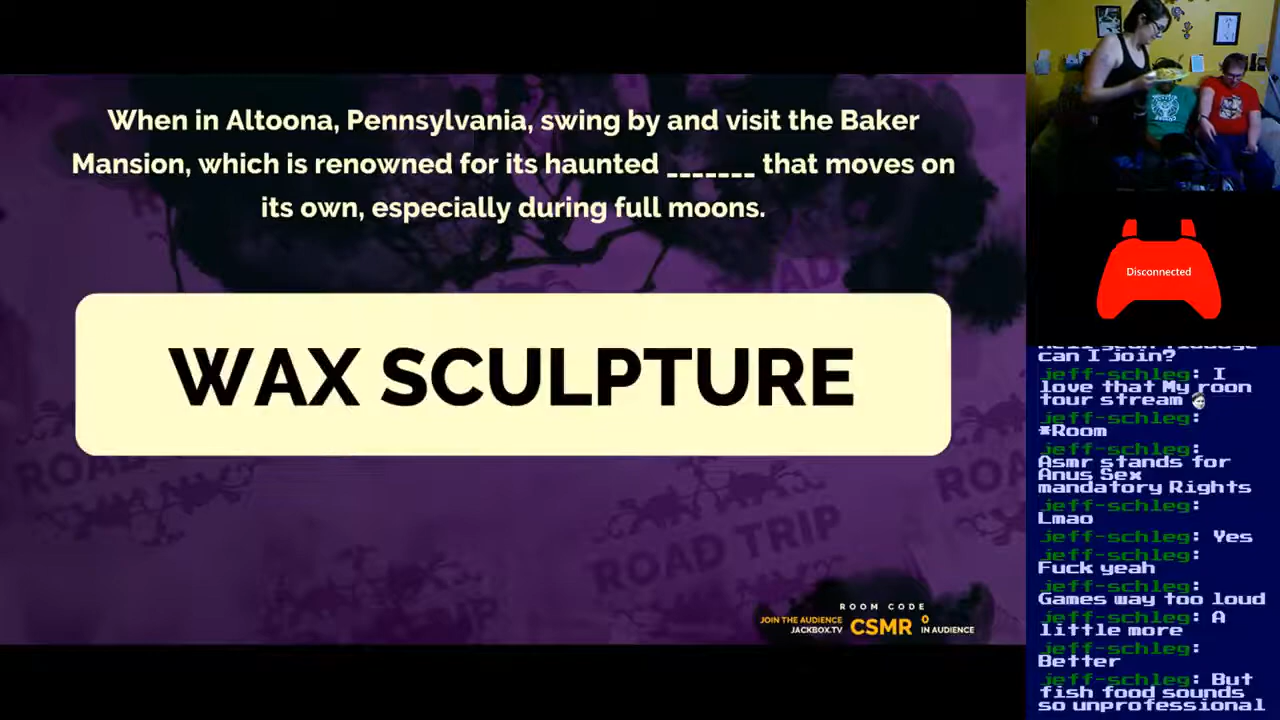 When in Altoona, Pennsylvania, swing by and visit the Baker
Mansion, which is renowned for its haunted _______ that moves on
its own, especially during full moons.
WAX SCULPTURE
ROAD TRIP
ROOM CODE
JOIN THE AUDIENCE
JACKBOX.TV
CSMR
0
IN AUDIENCE
Disconnected
can I join?
jeff-schleg: I
love that My roon
tour stream
jeff-schleg:
*Room
jeff-schleg:
Asmr stands for
Anus Sex
mandatory Rights
jeff-schleg:
Lmao
jeff-schleg: Yes
jeff-schleg:
Fuck yeah
jeff-schleg:
Games way too loud
jeff-schleg: A
little more
jeff-schleg:
Better
jeff-schleg: But
fish food sounds
so unprofessional